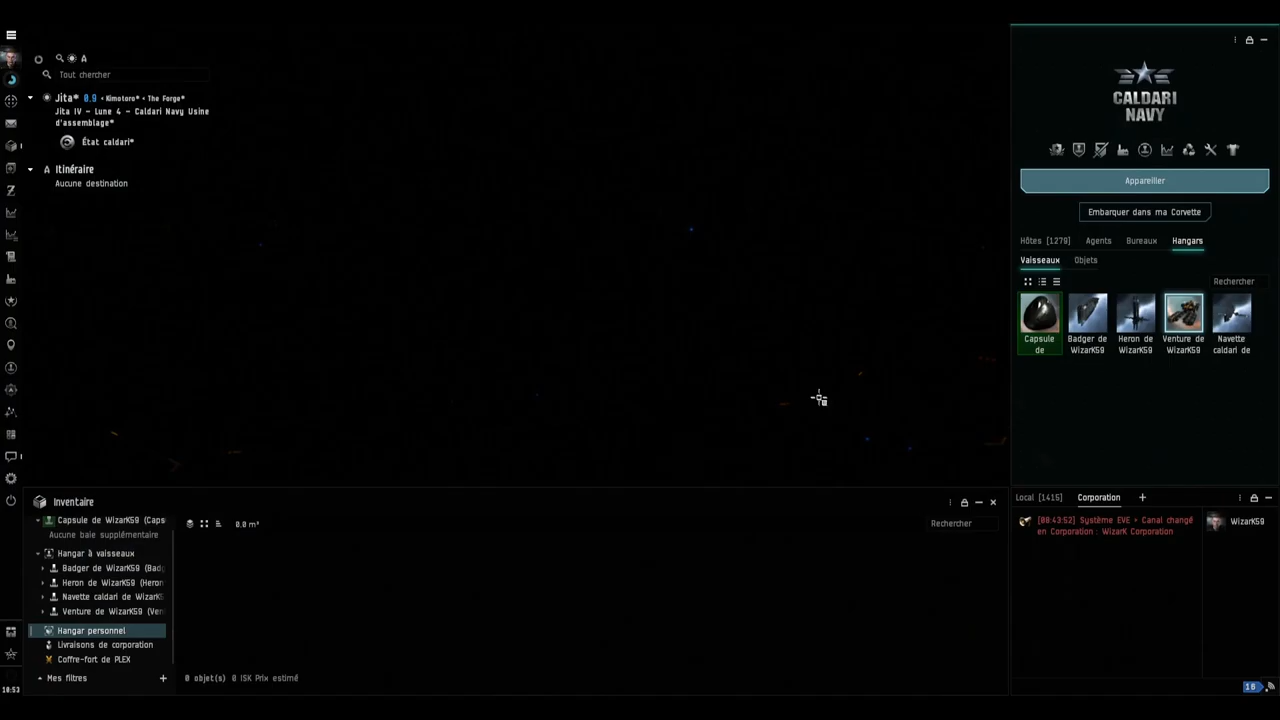 A
Tout chercher
Jita* 0.9 ‹ Kimotoro* ‹ The Forge*
Jita IV - Lune 4 - Caldari Navy Usine
d'assemblage*
État caldari*
A Itinéraire
Aucune destination
CALDARI
NAVY
Appareiller
Embarquer dans ma Corvette
Hôtes [1279] Agents Bureaux Hangars
Vaisseaux Objets
Rechercher
Capsule
de
Badger de
WizarK59
Heron de
WizarK59
Venture de
WizarK59
Navette
caldari de
Inventaire
Capsule de WizarK59 (Caps
Aucune baie supplémentaire
Hangar à vaisseaux
Badger de WizarK59 (Badg
Heron de WizarK59 (Heron
Navette caldari de WizarK5
Venture de WizarK59 (Ven
Hangar personnel
Livraisons de corporation
Coffre-fort de PLEX
Mes filtres +
0.0 m³
Rechercher
0 objet(s) 0 ISK Prix estimé
Local [1415] Corporation +
[08:43:52] Système EVE › Canal changé
en Corporation : WizarK Corporation
WizarK59
10:53
16